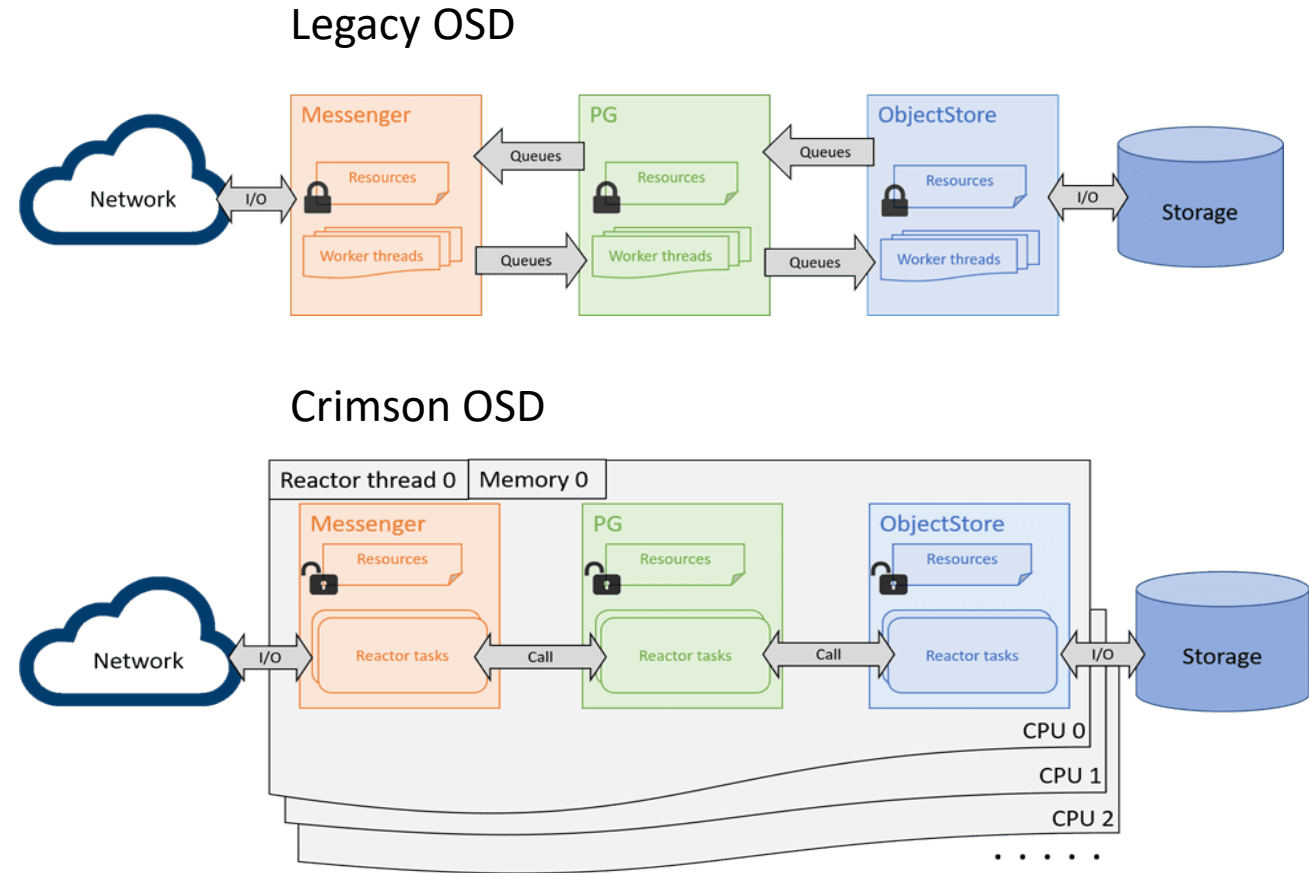 Legacy OSD
Messenger
PG
ObjectStore
Queues
Queues
Resources
Resources
Resources
Network
I/O
I/O
Storage
Worker threads
Worker threads
Worker threads
Queues
Queues
Crimson OSD
Reactor thread 0
Memory 0
Messenger
PG
ObjectStore
Resources
Resources
Resources
Network
I/O
Reactor tasks
Call
Reactor tasks
Call
Reactor tasks
I/O
Storage
CPU 0
CPU 1
CPU 2
. . . . .